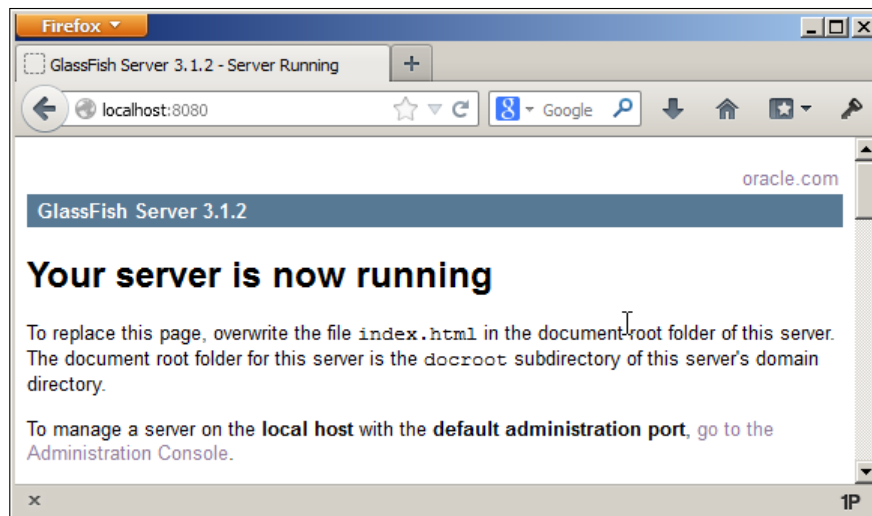 Firefox
GlassFish Server 3.1.2 - Server Running
localhost:8080
Google
oracle.com
GlassFish Server 3.1.2
Your server is now running
To replace this page, overwrite the file index.html in the document root folder of this server.
The document root folder for this server is the docroot subdirectory of this server's domain
directory.
To manage a server on the local host with the default administration port, go to the
Administration Console.
1P